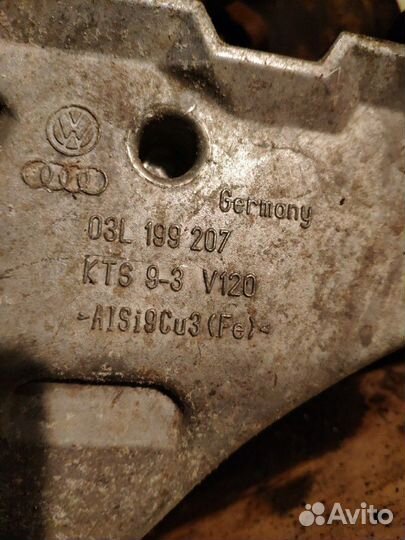 Germany
03L 199 207
KTS 9-3 V120
>AlSi9Cu3(Fe)<
Avito